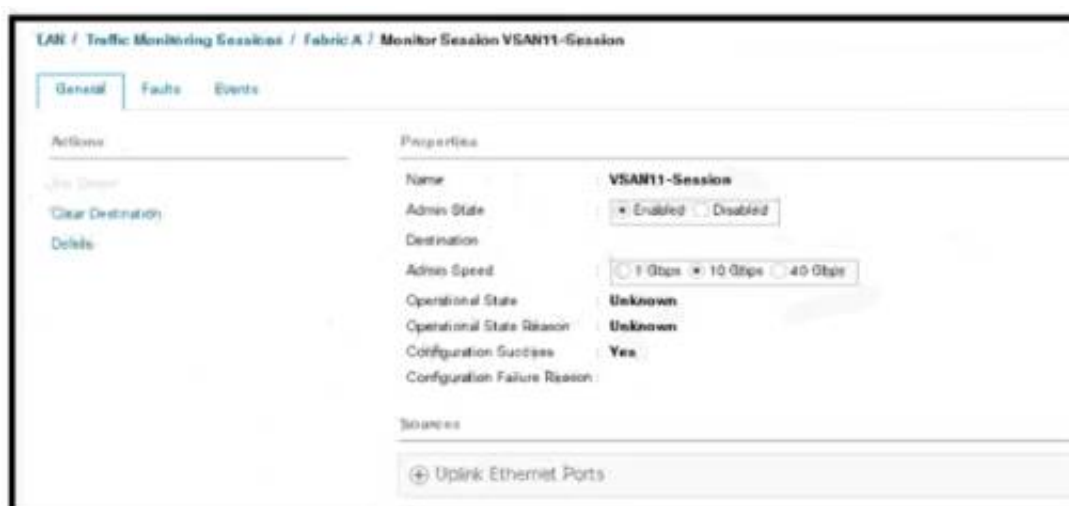 LAN / Traffic Monitoring Sessions / Fabric A / Monitor Session VSAN11-Session
General Faults Events
Actions
Properties
Name : VSAN11-Session
Clear Destination
Admin State : Enabled Disabled
Delete
Destination
Admin Speed : 1 Gbps 10 Gbps 40 Gbps
Operational State : Unknown
Operational State Reason : Unknown
Configuration Success : Yes
Configuration Failure Reason :
Sources
Uplink Ethernet Ports